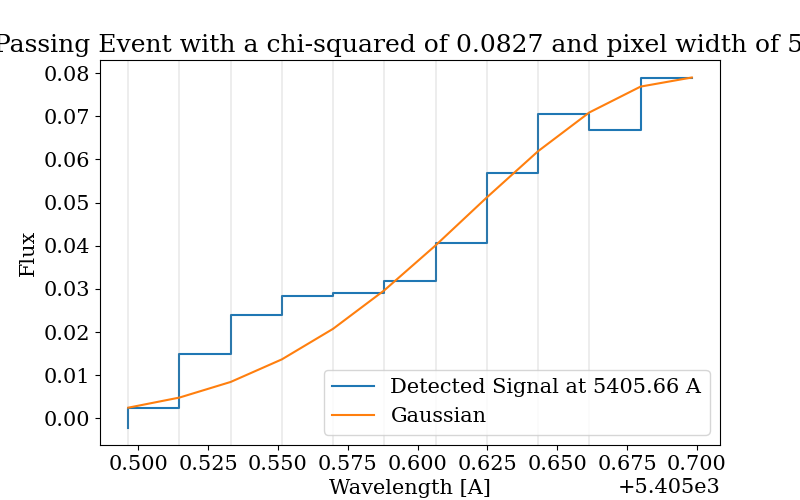 Passing Event with a chi-squared of 0.0827 and pixel width of 5
0.08
0.07
0.06
0.05
0.04
0.03
0.02
0.01
0.00
Flux
Detected Signal at 5405.66 A
Gaussian
0.500 0.525 0.550 0.575 0.600 0.625 0.650 0.675 0.700
Wavelength [A]
+5.405e3